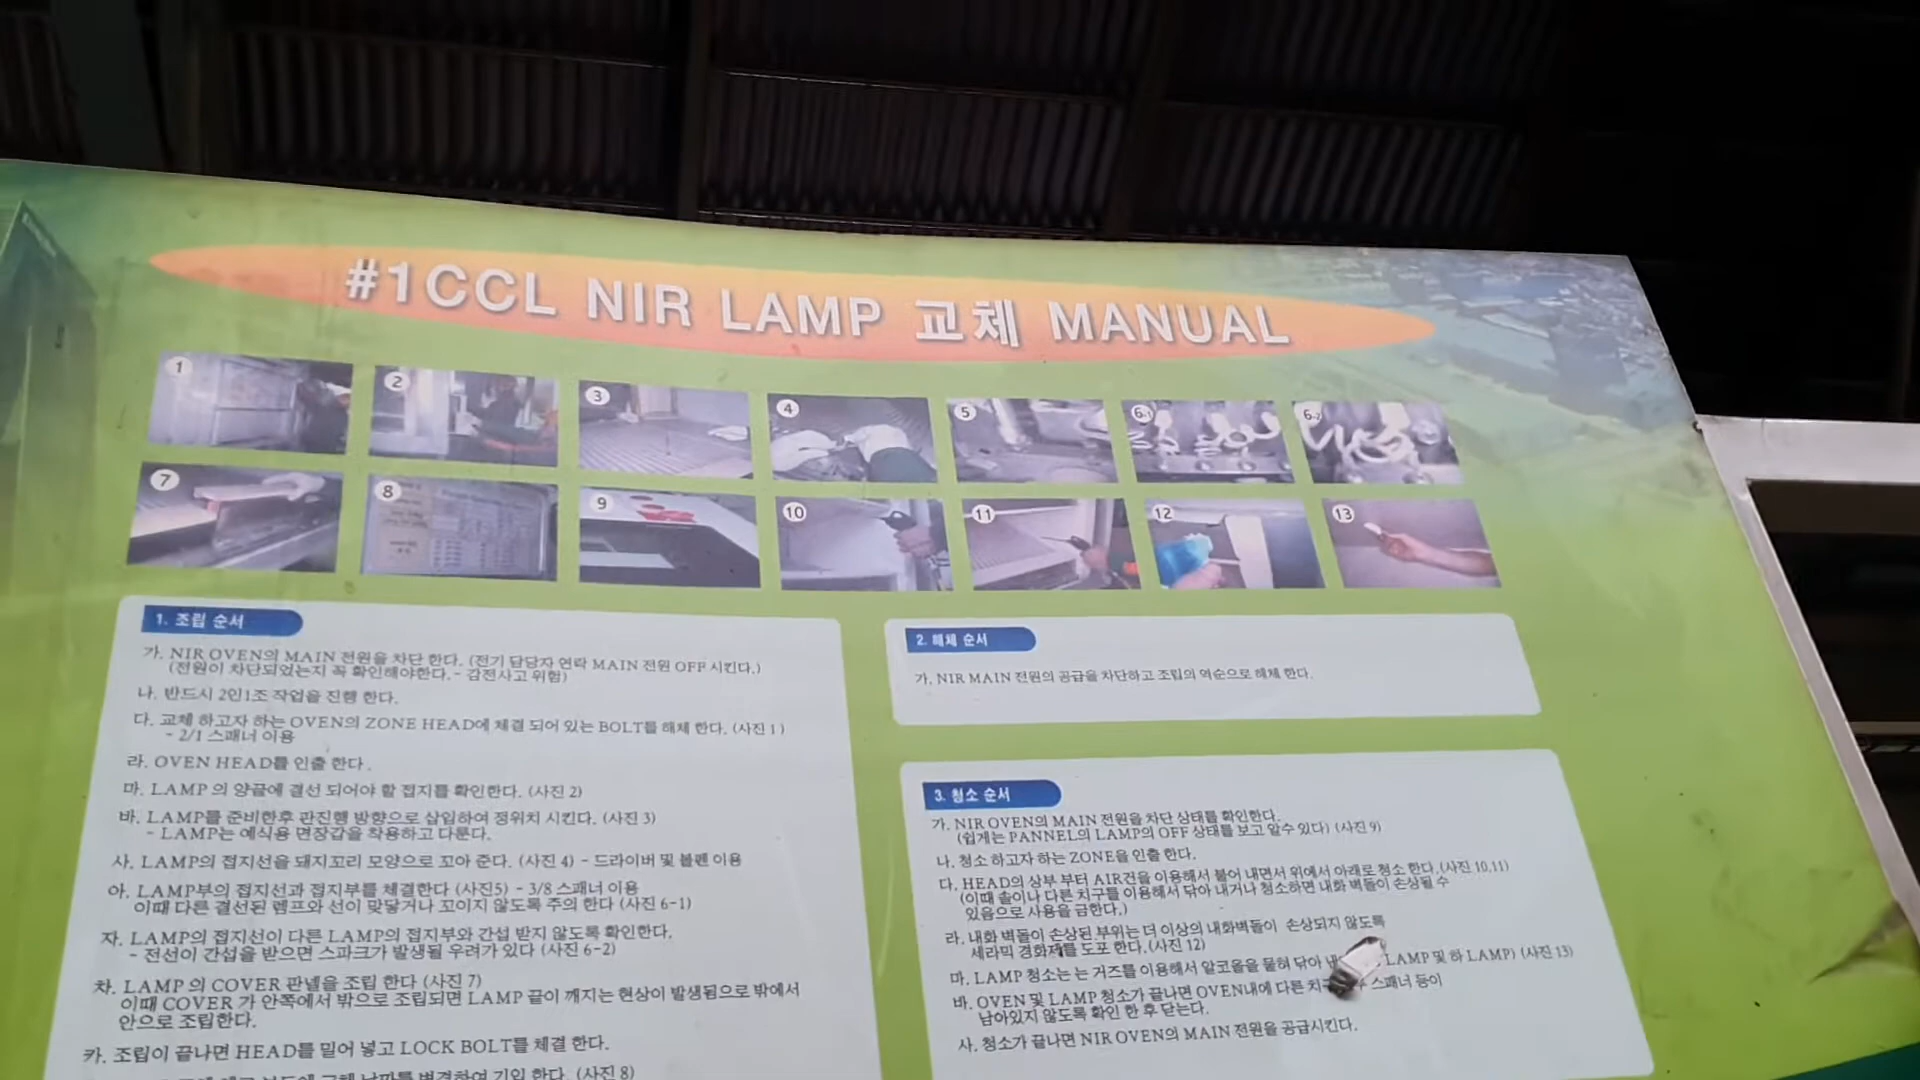 #1CCL NIR LAMP 교체 MANUAL
1 2 3 4 5 6-1 6-2
7 8 9 10 11 12 13
1. 조립 순서
가. NIR OVEN의 MAIN 전원을 차단 한다. (전기 담당자 연락 MAIN 전원 OFF 시킨다.)
(전원이 차단되었는지 꼭 확인해야한다. - 감전사고 위험)
나. 반드시 2인1조 작업을 진행 한다.
다. 교체 하고자 하는 OVEN의 ZONE HEAD에 체결 되어 있는 BOLT를 해체 한다. (사진 1)
- 2/1 스패너 이용
라. OVEN HEAD를 인출 한다.
마. LAMP 의 양끝에 결선 되어야 할 접지를 확인한다. (사진 2)
바. LAMP를 준비한후 판진행 방향으로 삽입하여 정위치 시킨다. (사진 3)
- LAMP는 예식용 면장갑을 착용하고 다룬다.
사. LAMP의 접지선을 돼지꼬리 모양으로 꼬아 준다. (사진 4) - 드라이버 및 볼펜 이용
아. LAMP부의 접지선과 접지부를 체결한다 (사진5) - 3/8 스패너 이용
이때 다른 결선된 램프와 선이 맞닿거나 꼬이지 않도록 주의 한다 (사진 6-1)
자. LAMP의 접지선이 다른 LAMP의 접지부와 간섭 받지 않도록 확인한다.
- 전선이 간섭을 받으면 스파크가 발생될 우려가 있다 (사진 6-2)
차. LAMP 의 COVER 판넬을 조립 한다 (사진 7)
이때 COVER 가 안쪽에서 밖으로 조립되면 LAMP 끝이 깨지는 현상이 발생됨으로 밖에서
안으로 조립한다.
카. 조립이 끝나면 HEAD를 밀어 넣고 LOCK BOLT를 체결 한다.
기입 한다. (사진 8)
2. 해체 순서
가. NIR MAIN 전원의 공급을 차단하고 조립의 역순으로 해체 한다.
3. 청소 순서
가. NIR OVEN의 MAIN 전원을 차단 상태를 확인한다.
(쉽게는 PANNEL의 LAMP의 OFF 상태를 보고 알수 있다) (사진 9)
나. 청소 하고자 하는 ZONE을 인출 한다.
다. HEAD의 상부 부터 AIR건을 이용해서 불어 내면서 위에서 아래로 청소 한다. (사진 10.11)
(이때 솔이나 다른 치구를 이용해서 닦아 내거나 청소하면 내화 벽돌이 손상될 수
있음으로 사용을 금한다.)
라. 내화 벽돌이 손상된 부위는 더 이상의 내화벽돌이 손상되지 않도록
세라믹 경화제를 도포 한다. (사진 12)
마. LAMP 청소는 는 거즈를 이용해서 알코올을 뭍혀 닦아 LAMP 및 하 LAMP) (사진 13)
바. OVEN 및 LAMP 청소가 끝나면 OVEN내에 다른 스패너 등이
남아있지 않도록 확인 한 후 닫는다.
사. 청소가 끝나면 NIR OVEN의 MAIN 전원을 공급시킨다.